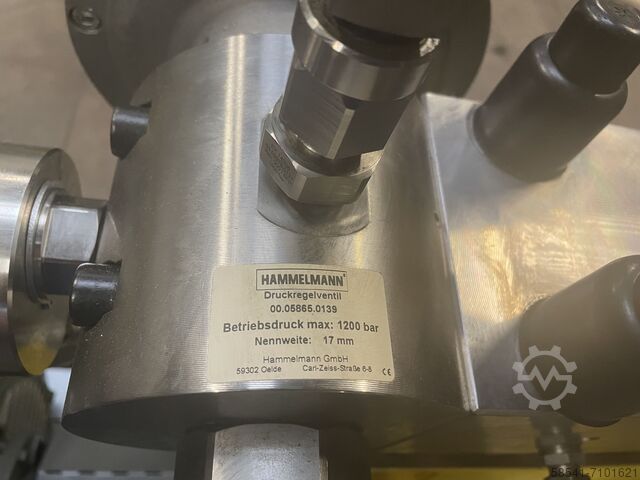 HAMMELMANN
Druckregelventil
00.05865.0139
Betriebsdruck max: 1200 bar
Nennweite: 17 mm
Hammelmann GmbH
59302 Oelde Carl-Zeiss-Straße 6-8 CE
53541-7101621